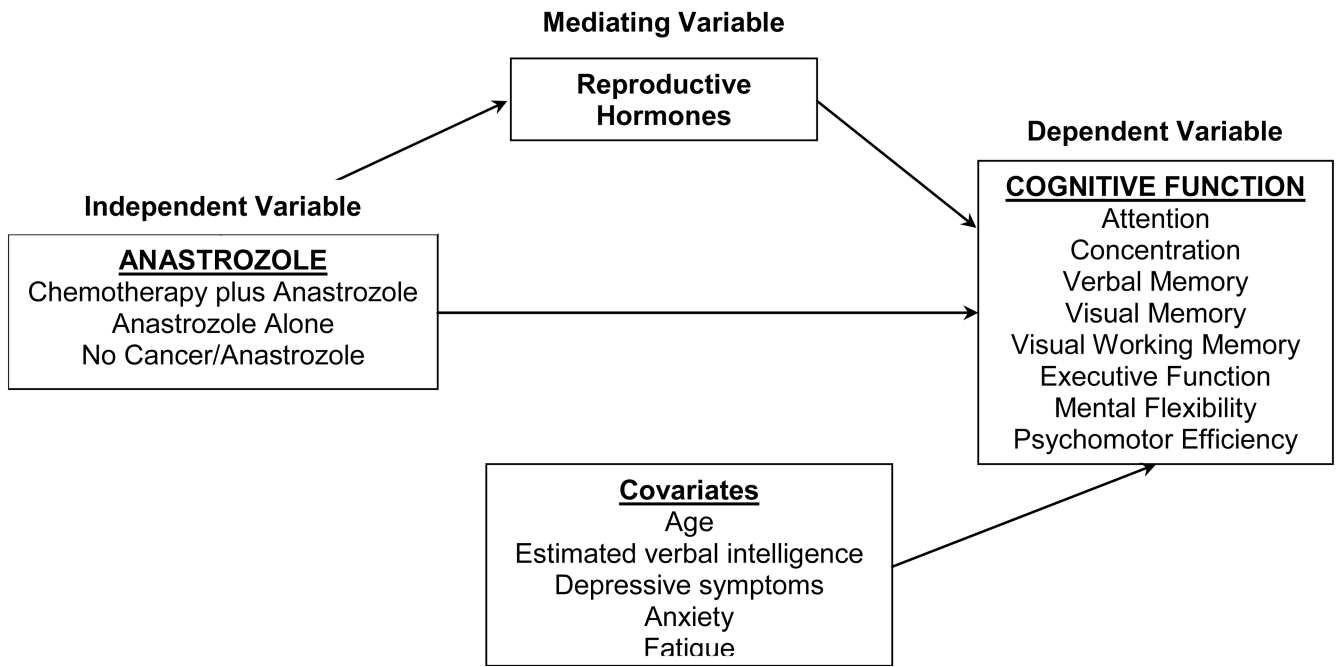 Mediating Variable
Reproductive
Hormones
Dependent Variable
COGNITIVE FUNCTION
Attention
Concentration
Verbal Memory
Visual Memory
Visual Working Memory
Executive Function
Mental Flexibility
Psychomotor Efficiency
Independent Variable
ANASTROZOLE
Chemotherapy plus Anastrozole
Anastrozole Alone
No Cancer/Anastrozole
Covariates
Age
Estimated verbal intelligence
Depressive symptoms
Anxiety
Fatigue